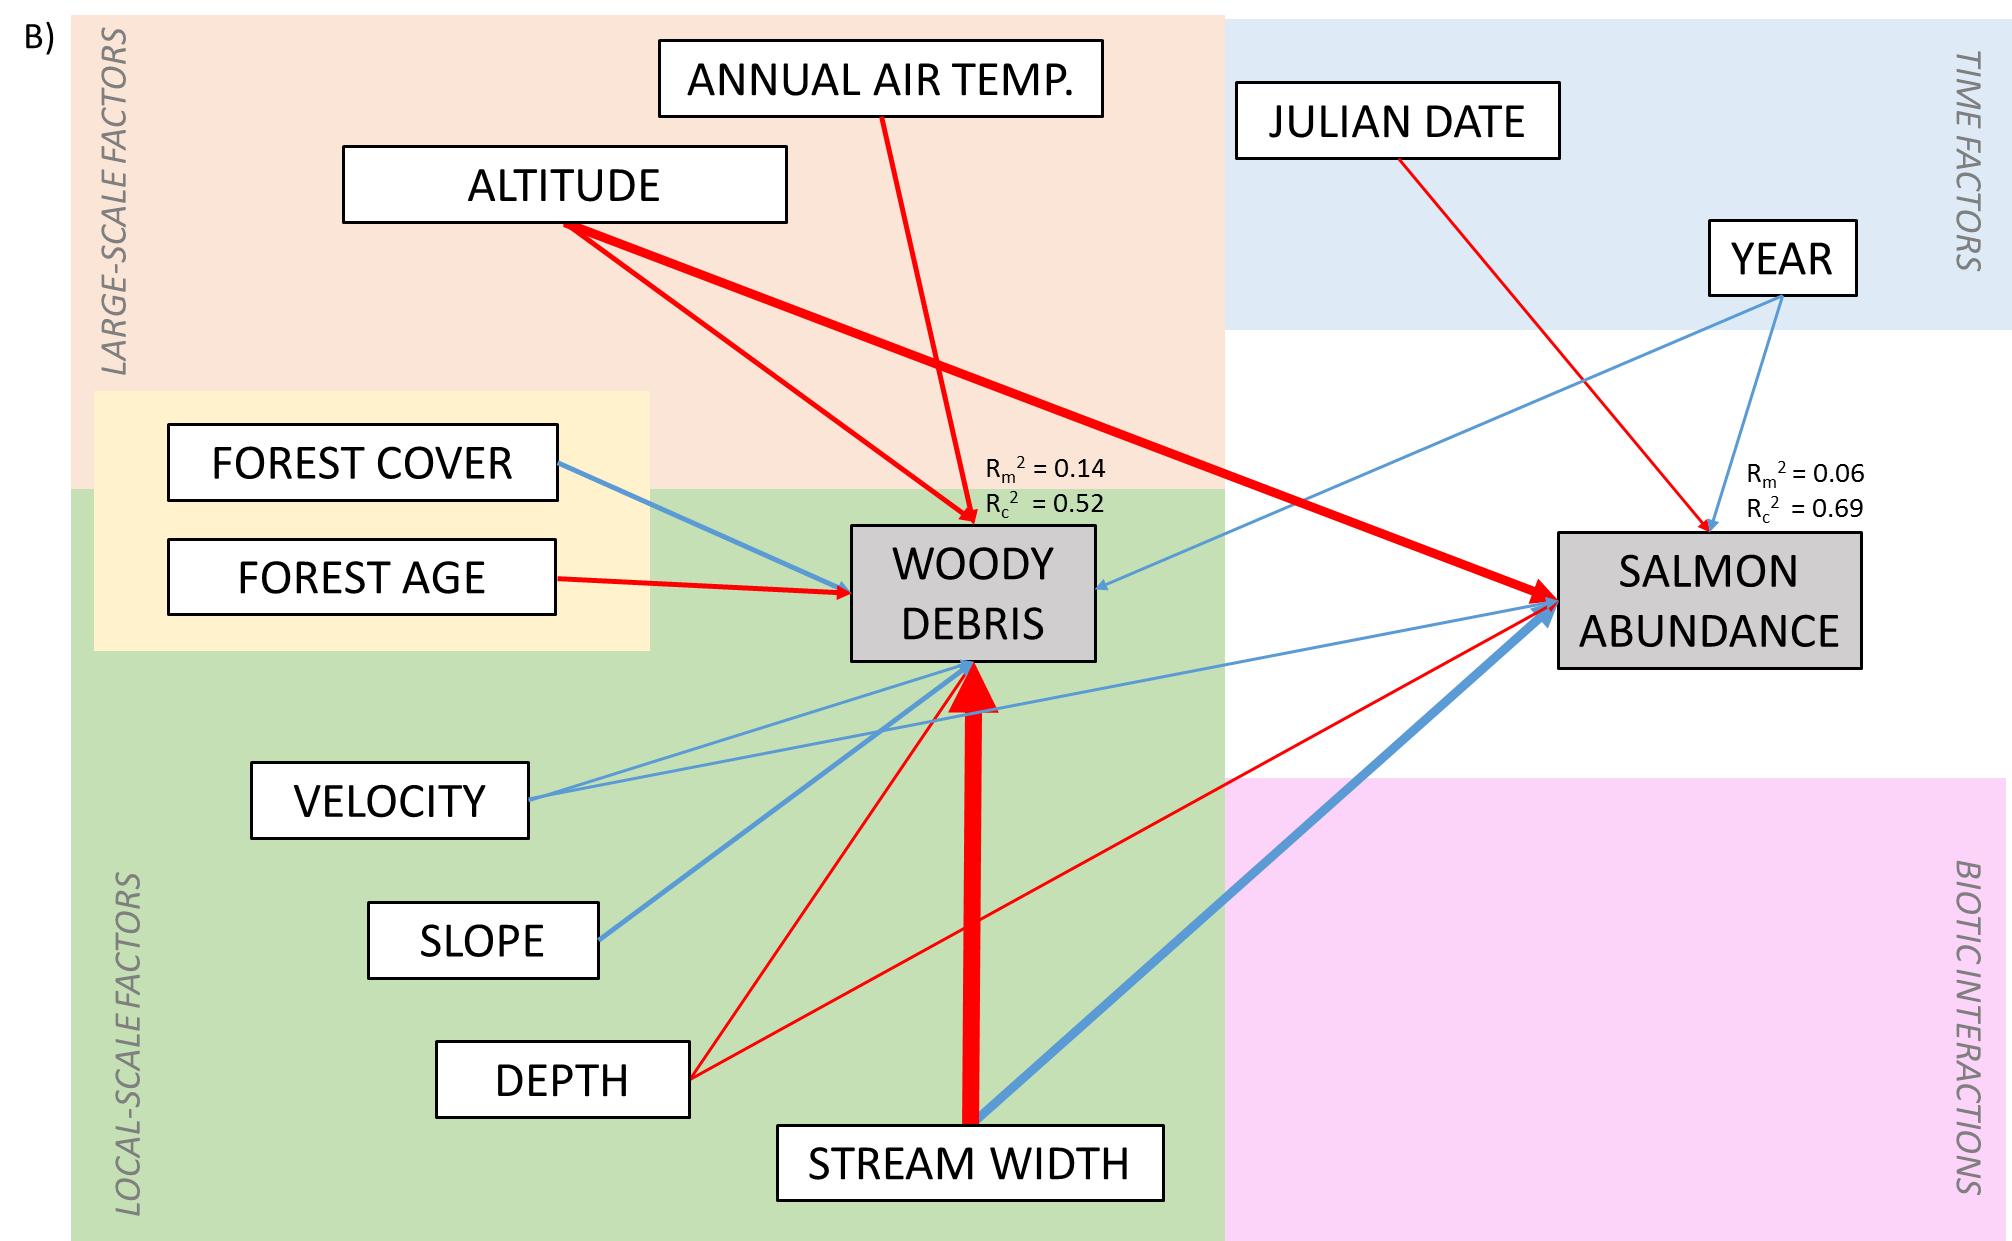 B)
LARGE-SCALE FACTORS
ANNUAL AIR TEMP.
ALTITUDE
JULIAN DATE
YEAR
TIME FACTORS
FOREST COVER
FOREST AGE
Rm² = 0.14
Rc² = 0.52
WOODY
DEBRIS
Rm² = 0.06
Rc² = 0.69
SALMON
ABUNDANCE
VELOCITY
SLOPE
DEPTH
STREAM WIDTH
LOCAL-SCALE FACTORS
BIOTIC INTERACTIONS